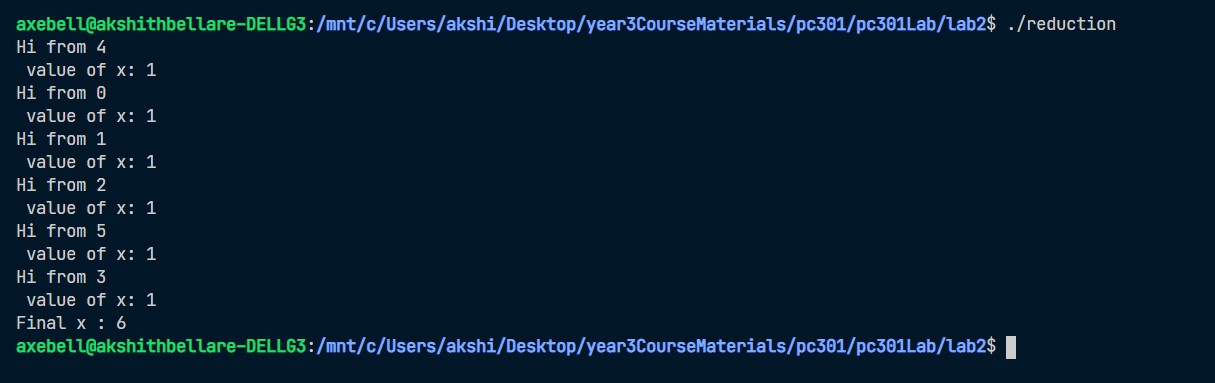 axebell@akshithbellare-DELLG3:/mnt/c/Users/akshi/Desktop/year3CourseMaterials/pc301/pc301Lab/lab2$ ./reduction
Hi from 4
 value of x: 1
Hi from 0
 value of x: 1
Hi from 1
 value of x: 1
Hi from 2
 value of x: 1
Hi from 5
 value of x: 1
Hi from 3
 value of x: 1
Final x : 6
axebell@akshithbellare-DELLG3:/mnt/c/Users/akshi/Desktop/year3CourseMaterials/pc301/pc301Lab/lab2$